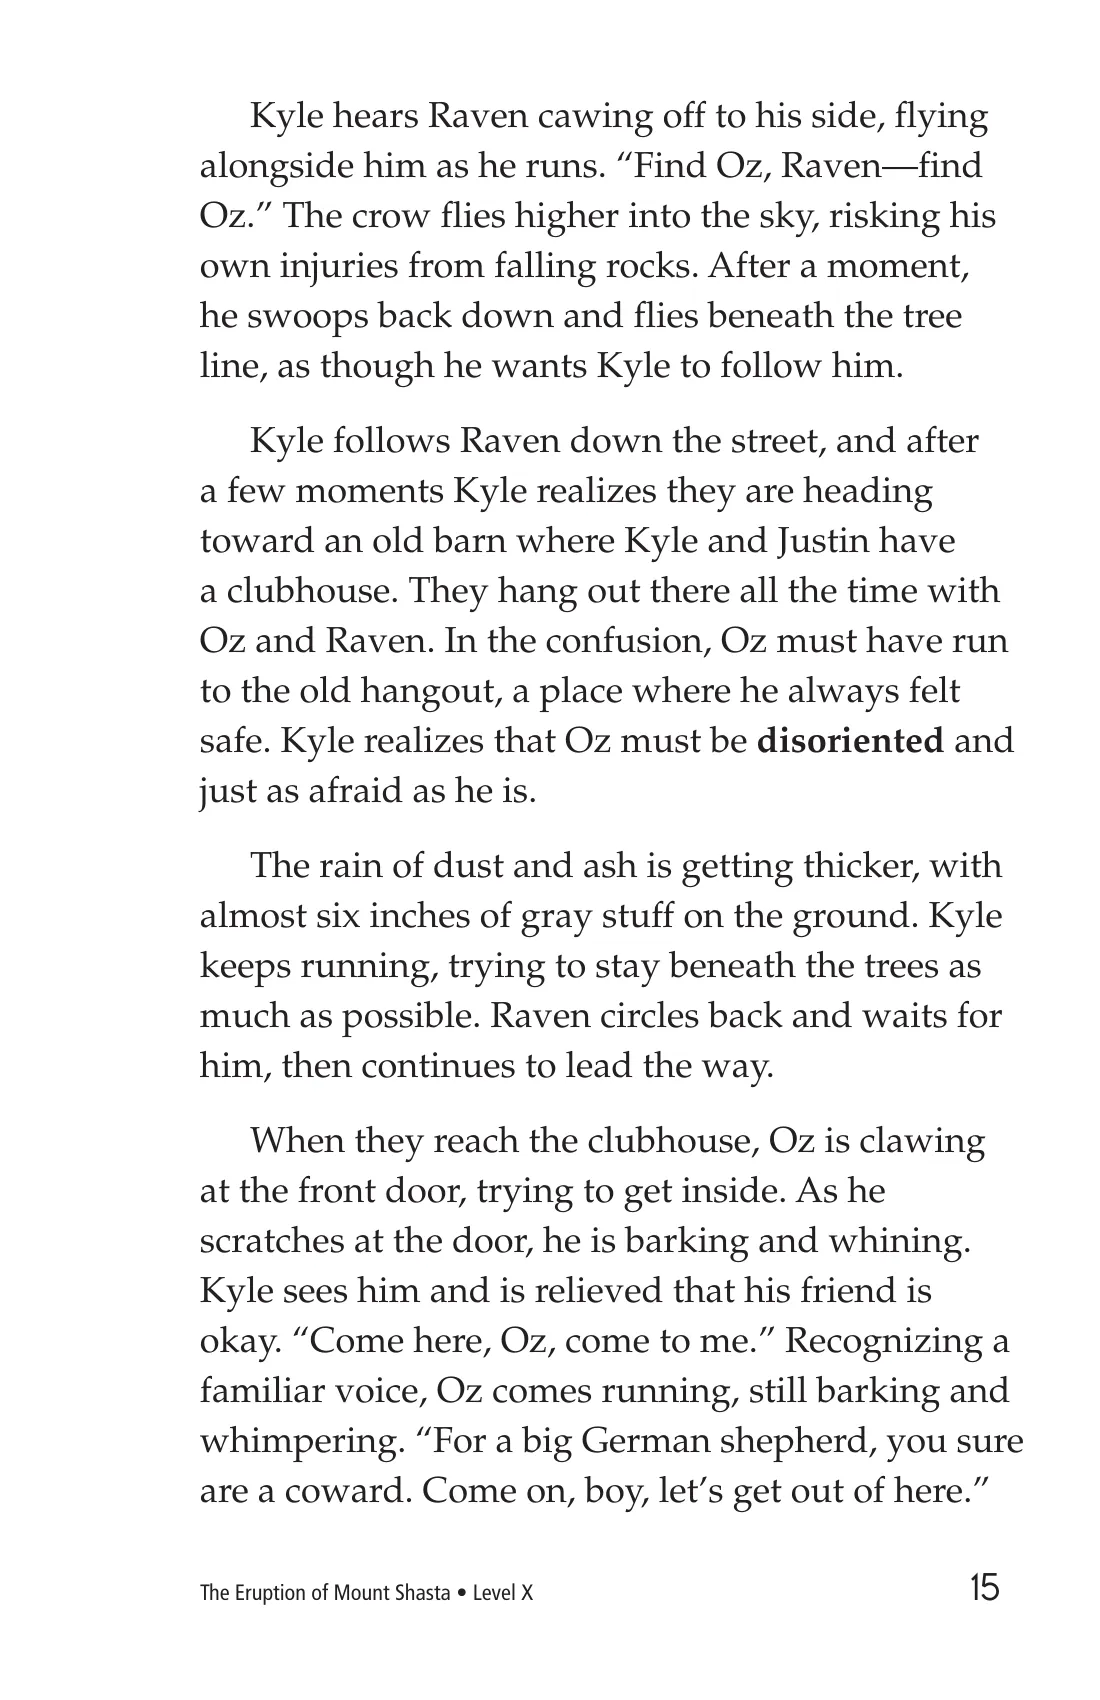 Kyle hears Raven cawing off to his side, flying
alongside him as he runs. “Find Oz, Raven—find
Oz.” The crow flies higher into the sky, risking his
own injuries from falling rocks. After a moment,
he swoops back down and flies beneath the tree
line, as though he wants Kyle to follow him.
Kyle follows Raven down the street, and after
a few moments Kyle realizes they are heading
toward an old barn where Kyle and Justin have
a clubhouse. They hang out there all the time with
Oz and Raven. In the confusion, Oz must have run
to the old hangout, a place where he always felt
safe. Kyle realizes that Oz must be disoriented and
just as afraid as he is.
The rain of dust and ash is getting thicker, with
almost six inches of gray stuff on the ground. Kyle
keeps running, trying to stay beneath the trees as
much as possible. Raven circles back and waits for
him, then continues to lead the way.
When they reach the clubhouse, Oz is clawing
at the front door, trying to get inside. As he
scratches at the door, he is barking and whining.
Kyle sees him and is relieved that his friend is
okay. “Come here, Oz, come to me.” Recognizing a
familiar voice, Oz comes running, still barking and
whimpering. “For a big German shepherd, you sure
are a coward. Come on, boy, let’s get out of here.”
The Eruption of Mount Shasta • Level X 15